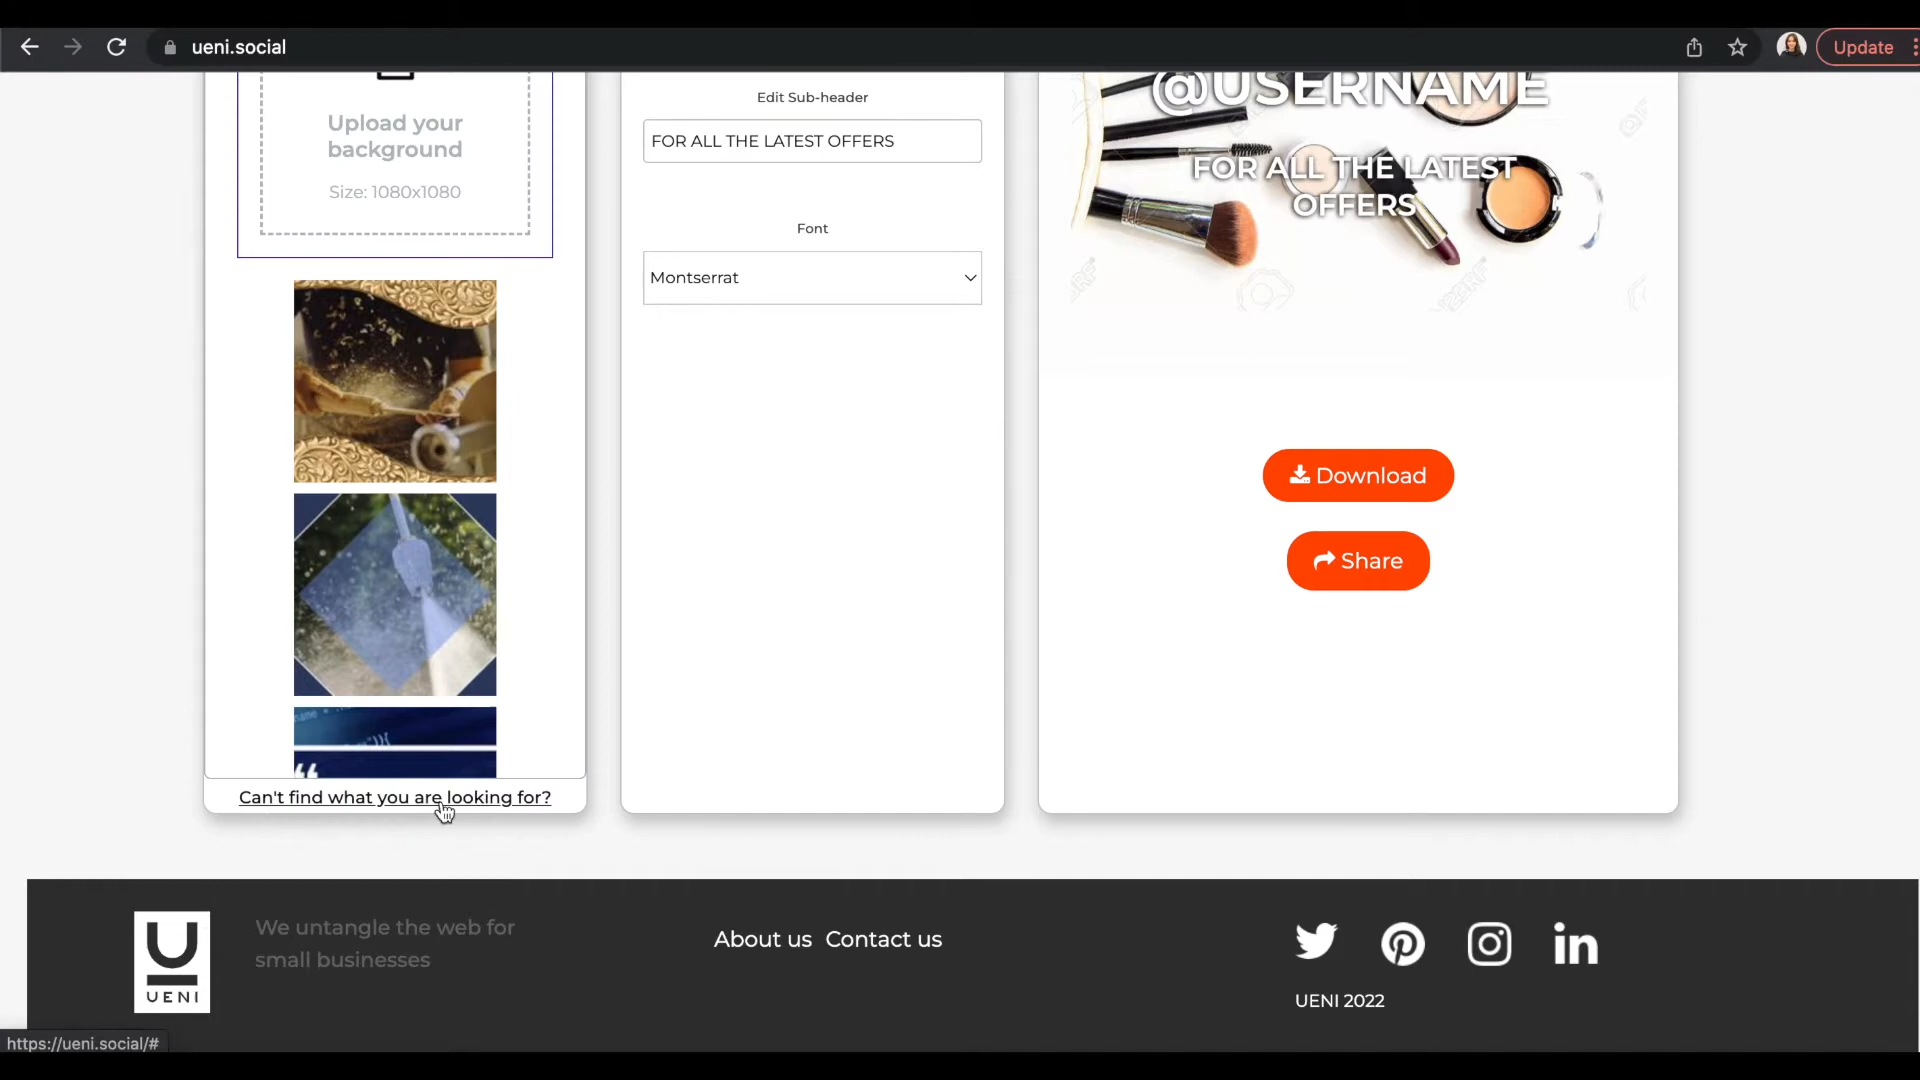 ueni.social
Update
Upload your
background
Size: 1080x1080
Can't find what you are looking for?
Edit Sub-header
FOR ALL THE LATEST OFFERS
Font
Montserrat
@USERNAME
FOR ALL THE LATEST
OFFERS
123RF
123RF
Download
Share
UENI
We untangle the web for
small businesses
About us Contact us
UENI 2022
https://ueni.social/#